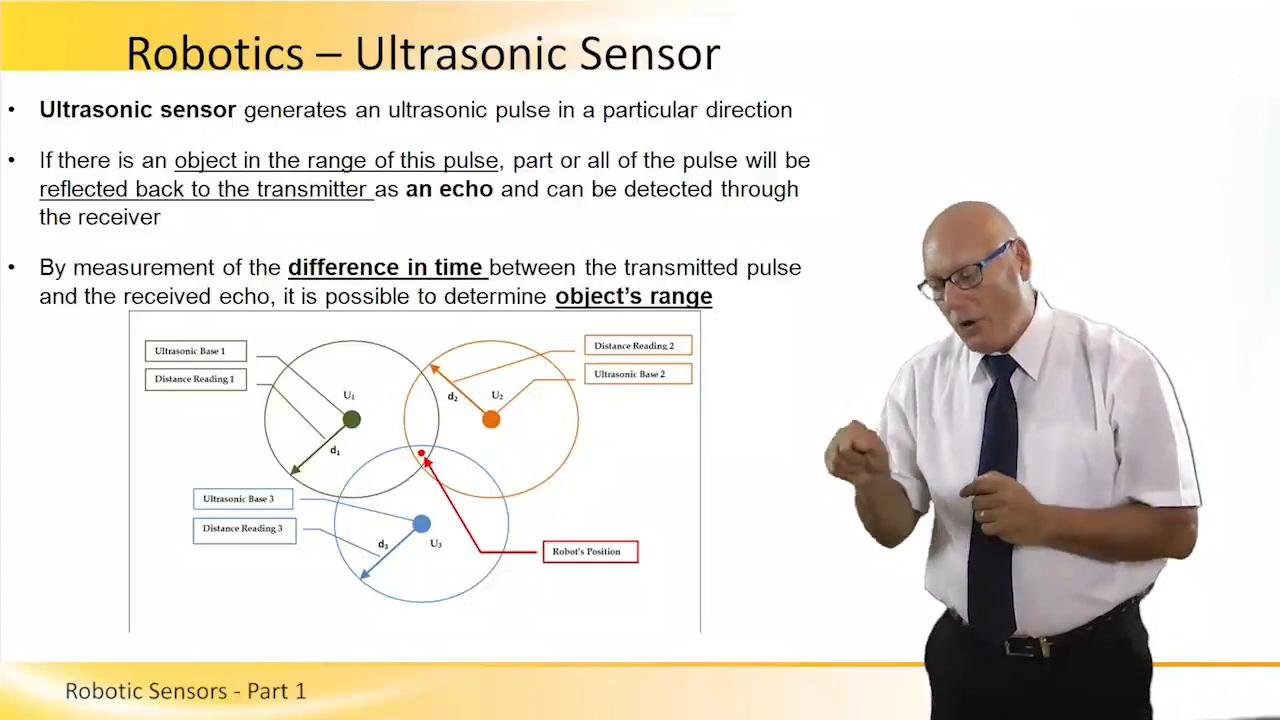 Robotics – Ultrasonic Sensor
• Ultrasonic sensor generates an ultrasonic pulse in a particular direction
• If there is an object in the range of this pulse, part or all of the pulse will be
reflected back to the transmitter as an echo and can be detected through
the receiver
• By measurement of the difference in time between the transmitted pulse
and the received echo, it is possible to determine object's range
Ultrasonic Base 1
Distance Reading 1
U1
d1
Distance Reading 2
Ultrasonic Base 2
U2
d2
Ultrasonic Base 3
Distance Reading 3
d3
U3
Robot's Position
Robotic Sensors - Part 1